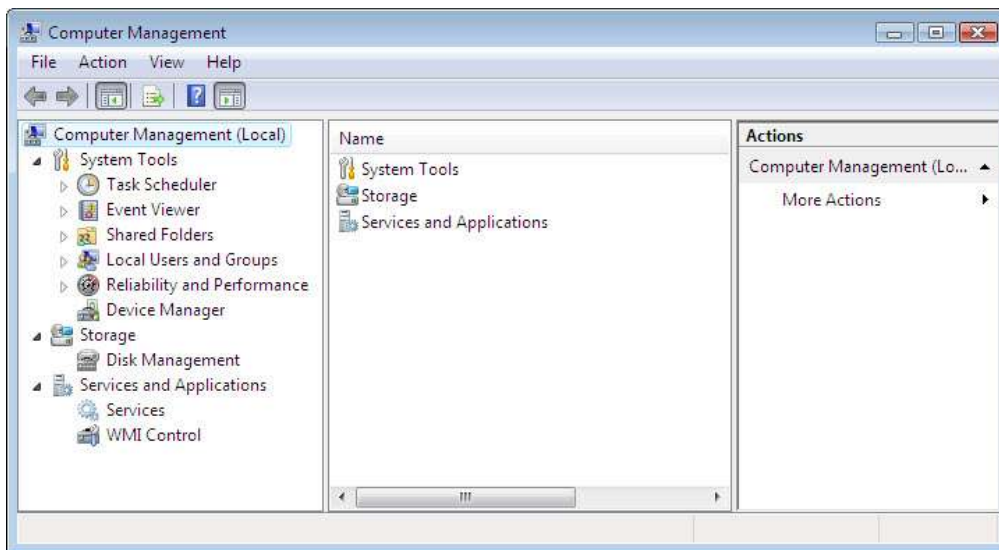 Computer Management
File Action View Help
Computer Management (Local)
System Tools
Task Scheduler
Event Viewer
Shared Folders
Local Users and Groups
Reliability and Performance
Device Manager
Storage
Disk Management
Services and Applications
Services
WMI Control
Name
System Tools
Storage
Services and Applications
Actions
Computer Management (Lo...
More Actions